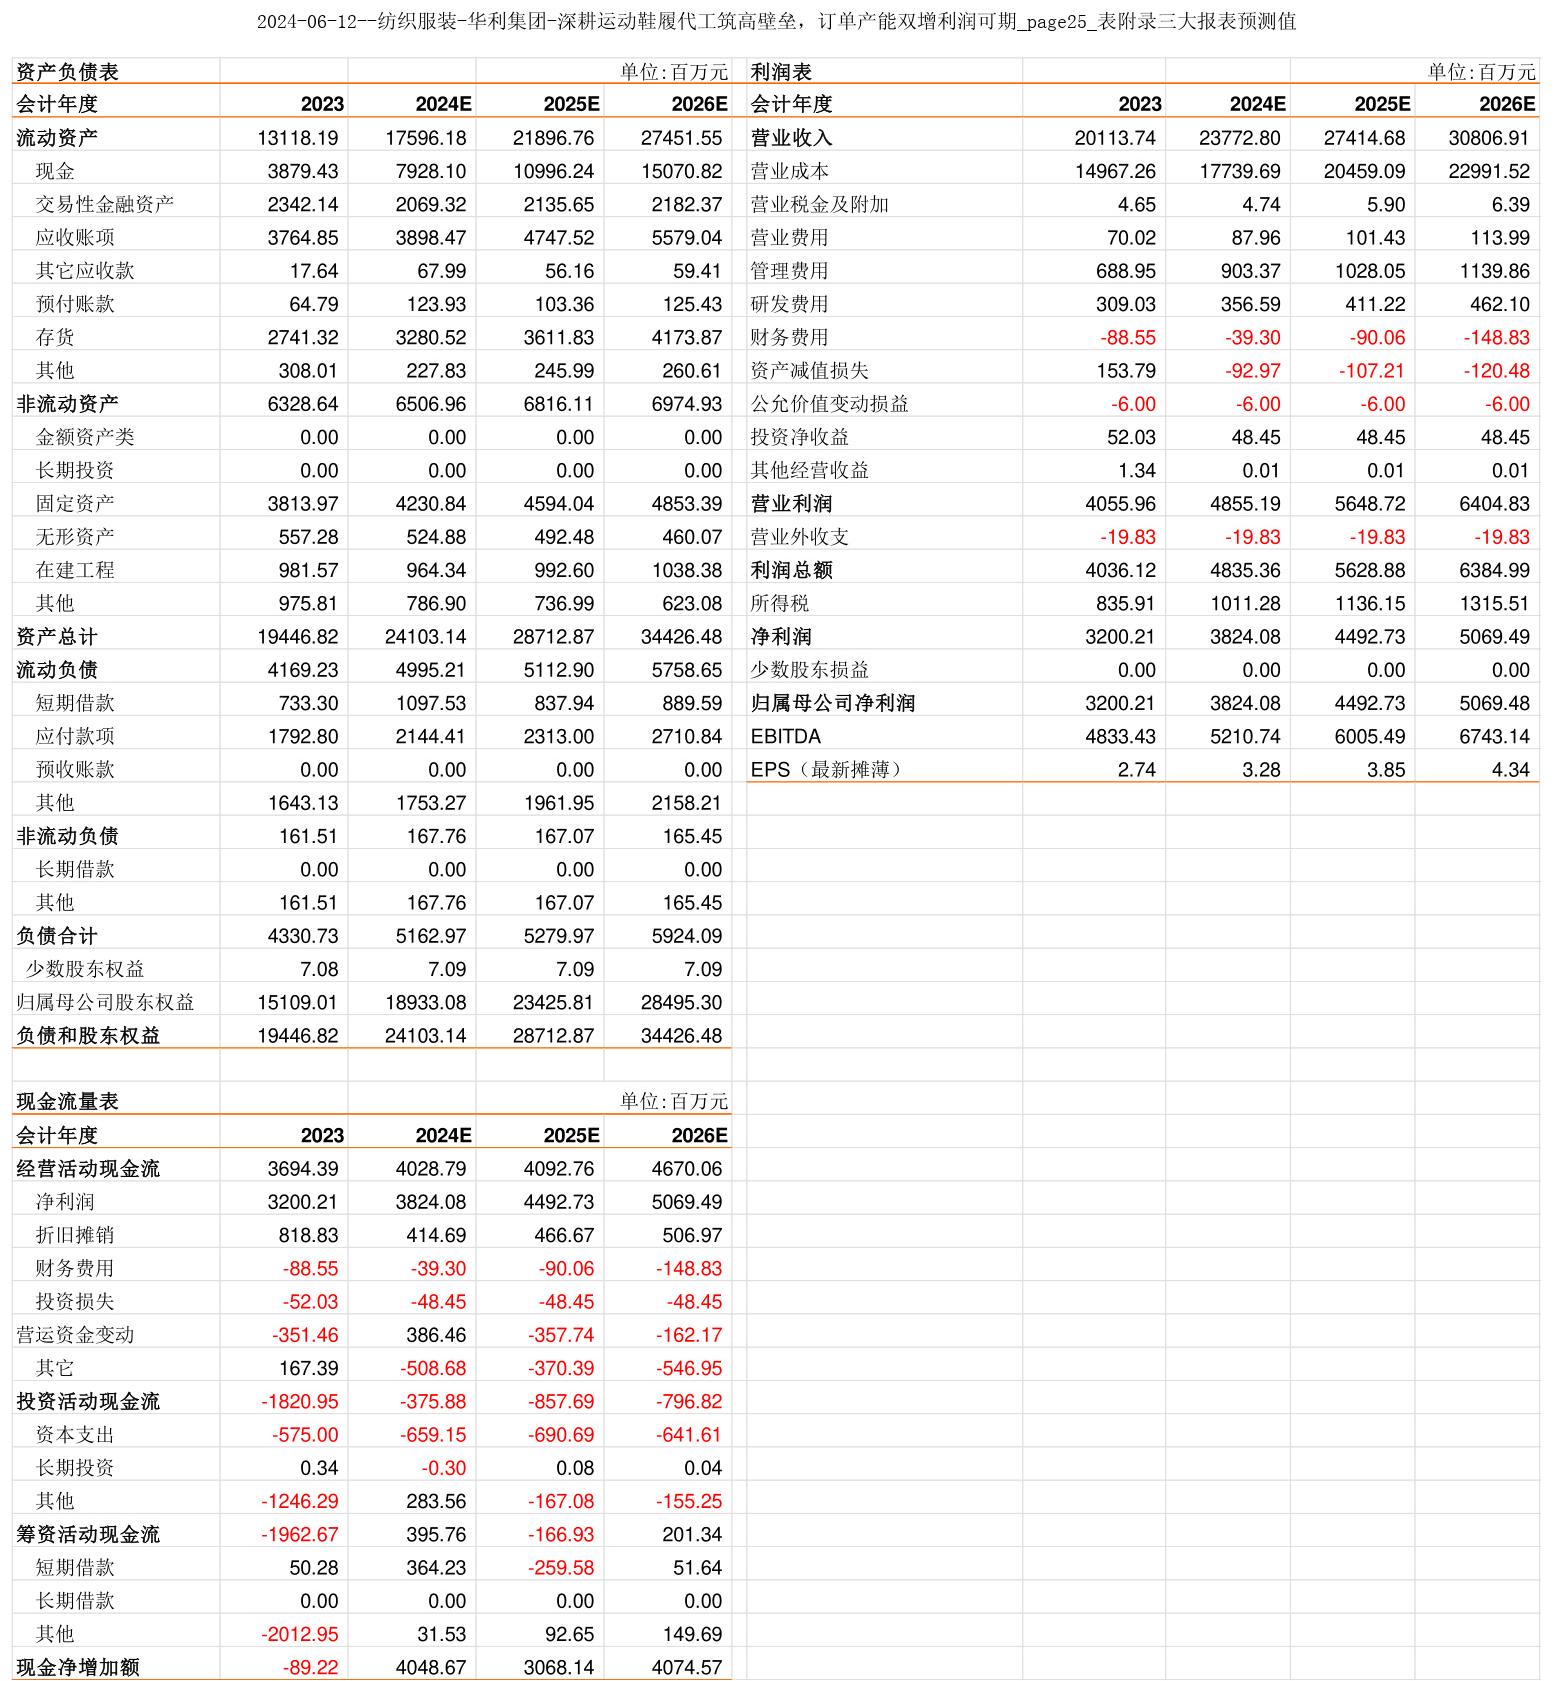 2024-06-12--纺织服装-华利集团-深耕运动鞋履代工筑高壁垒，订单产能双增利润可期_page25_表附录三大报表预测值
资产负债表 单位:百万元
会计年度 2023 2024E 2025E 2026E
流动资产 13118.19 17596.18 21896.76 27451.55
现金 3879.43 7928.10 10996.24 15070.82
交易性金融资产 2342.14 2069.32 2135.65 2182.37
应收账项 3764.85 3898.47 4747.52 5579.04
其它应收款 17.64 67.99 56.16 59.41
预付账款 64.79 123.93 103.36 125.43
存货 2741.32 3280.52 3611.83 4173.87
其他 308.01 227.83 245.99 260.61
非流动资产 6328.64 6506.96 6816.11 6974.93
金额资产类 0.00 0.00 0.00 0.00
长期投资 0.00 0.00 0.00 0.00
固定资产 3813.97 4230.84 4594.04 4853.39
无形资产 557.28 524.88 492.48 460.07
在建工程 981.57 964.34 992.60 1038.38
其他 975.81 786.90 736.99 623.08
资产总计 19446.82 24103.14 28712.87 34426.48
流动负债 4169.23 4995.21 5112.90 5758.65
短期借款 733.30 1097.53 837.94 889.59
应付款项 1792.80 2144.41 2313.00 2710.84
预收账款 0.00 0.00 0.00 0.00
其他 1643.13 1753.27 1961.95 2158.21
非流动负债 161.51 167.76 167.07 165.45
长期借款 0.00 0.00 0.00 0.00
其他 161.51 167.76 167.07 165.45
负债合计 4330.73 5162.97 5279.97 5924.09
少数股东权益 7.08 7.09 7.09 7.09
归属母公司股东权益 15109.01 18933.08 23425.81 28495.30
负债和股东权益 19446.82 24103.14 28712.87 34426.48
利润表 单位:百万元
会计年度 2023 2024E 2025E 2026E
营业收入 20113.74 23772.80 27414.68 30806.91
营业成本 14967.26 17739.69 20459.09 22991.52
营业税金及附加 4.65 4.74 5.90 6.39
营业费用 70.02 87.96 101.43 113.99
管理费用 688.95 903.37 1028.05 1139.86
研发费用 309.03 356.59 411.22 462.10
财务费用 -88.55 -39.30 -90.06 -148.83
资产减值损失 153.79 -92.97 -107.21 -120.48
公允价值变动损益 -6.00 -6.00 -6.00 -6.00
投资净收益 52.03 48.45 48.45 48.45
其他经营收益 1.34 0.01 0.01 0.01
营业利润 4055.96 4855.19 5648.72 6404.83
营业外收支 -19.83 -19.83 -19.83 -19.83
利润总额 4036.12 4835.36 5628.88 6384.99
所得税 835.91 1011.28 1136.15 1315.51
净利润 3200.21 3824.08 4492.73 5069.49
少数股东损益 0.00 0.00 0.00 0.00
归属母公司净利润 3200.21 3824.08 4492.73 5069.48
EBITDA 4833.43 5210.74 6005.49 6743.14
EPS（最新摊薄） 2.74 3.28 3.85 4.34
现金流量表 单位:百万元
会计年度 2023 2024E 2025E 2026E
经营活动现金流 3694.39 4028.79 4092.76 4670.06
净利润 3200.21 3824.08 4492.73 5069.49
折旧摊销 818.83 414.69 466.67 506.97
财务费用 -88.55 -39.30 -90.06 -148.83
投资损失 -52.03 -48.45 -48.45 -48.45
营运资金变动 -351.46 386.46 -357.74 -162.17
其它 167.39 -508.68 -370.39 -546.95
投资活动现金流 -1820.95 -375.88 -857.69 -796.82
资本支出 -575.00 -659.15 -690.69 -641.61
长期投资 0.34 -0.30 0.08 0.04
其他 -1246.29 283.56 -167.08 -155.25
筹资活动现金流 -1962.67 395.76 -166.93 201.34
短期借款 50.28 364.23 -259.58 51.64
长期借款 0.00 0.00 0.00 0.00
其他 -2012.95 31.53 92.65 149.69
现金净增加额 -89.22 4048.67 3068.14 4074.57